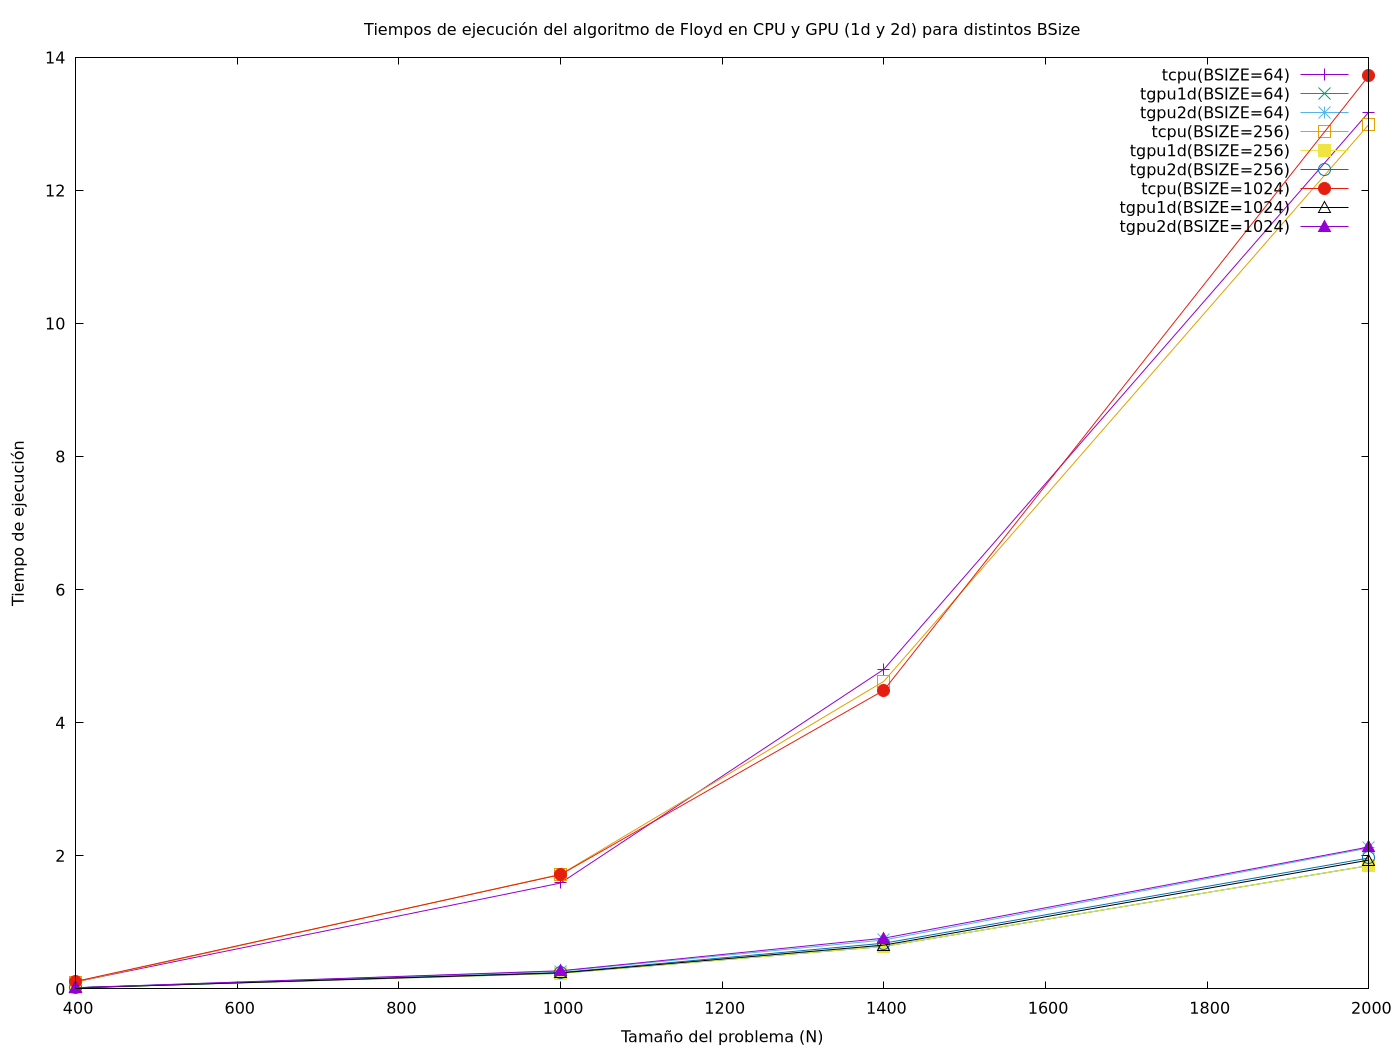 Tiempos de ejecución del algoritmo de Floyd en CPU y GPU (1d y 2d) para distintos BSize
14
12
10
8
6
4
2
0
Tiempo de ejecución
tcpu(BSIZE=64)
tgpu1d(BSIZE=64)
tgpu2d(BSIZE=64)
tcpu(BSIZE=256)
tgpu1d(BSIZE=256)
tgpu2d(BSIZE=256)
tcpu(BSIZE=1024)
tgpu1d(BSIZE=1024)
tgpu2d(BSIZE=1024)
400 600 800 1000 1200 1400 1600 1800 2000
Tamaño del problema (N)